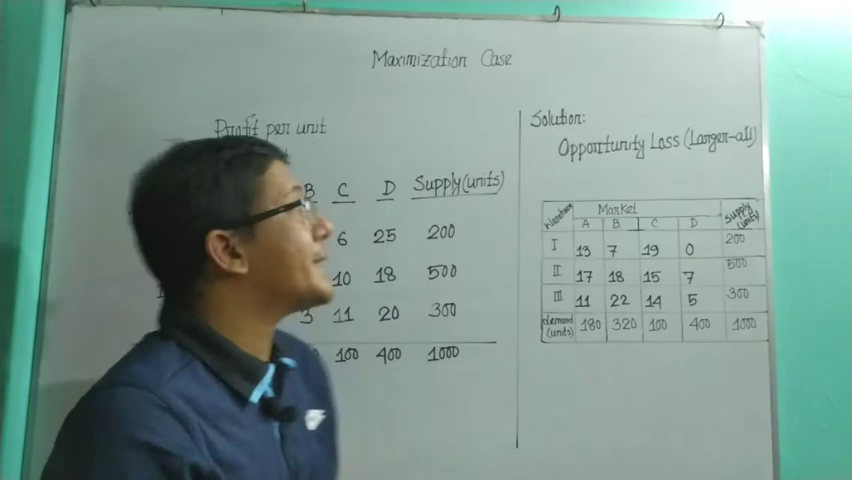 Maximization Case
Profit per unit
B C D Supply(units)
6 25 200
10 18 500
3 11 20 300
100 400 1000
Solution:
Opportunity Loss (Larger-all)
Market Supply (units)
A B C D
I 13 7 19 0 200
II 17 18 15 7 500
III 11 22 14 5 300
demand (units) 180 320 100 400 1000